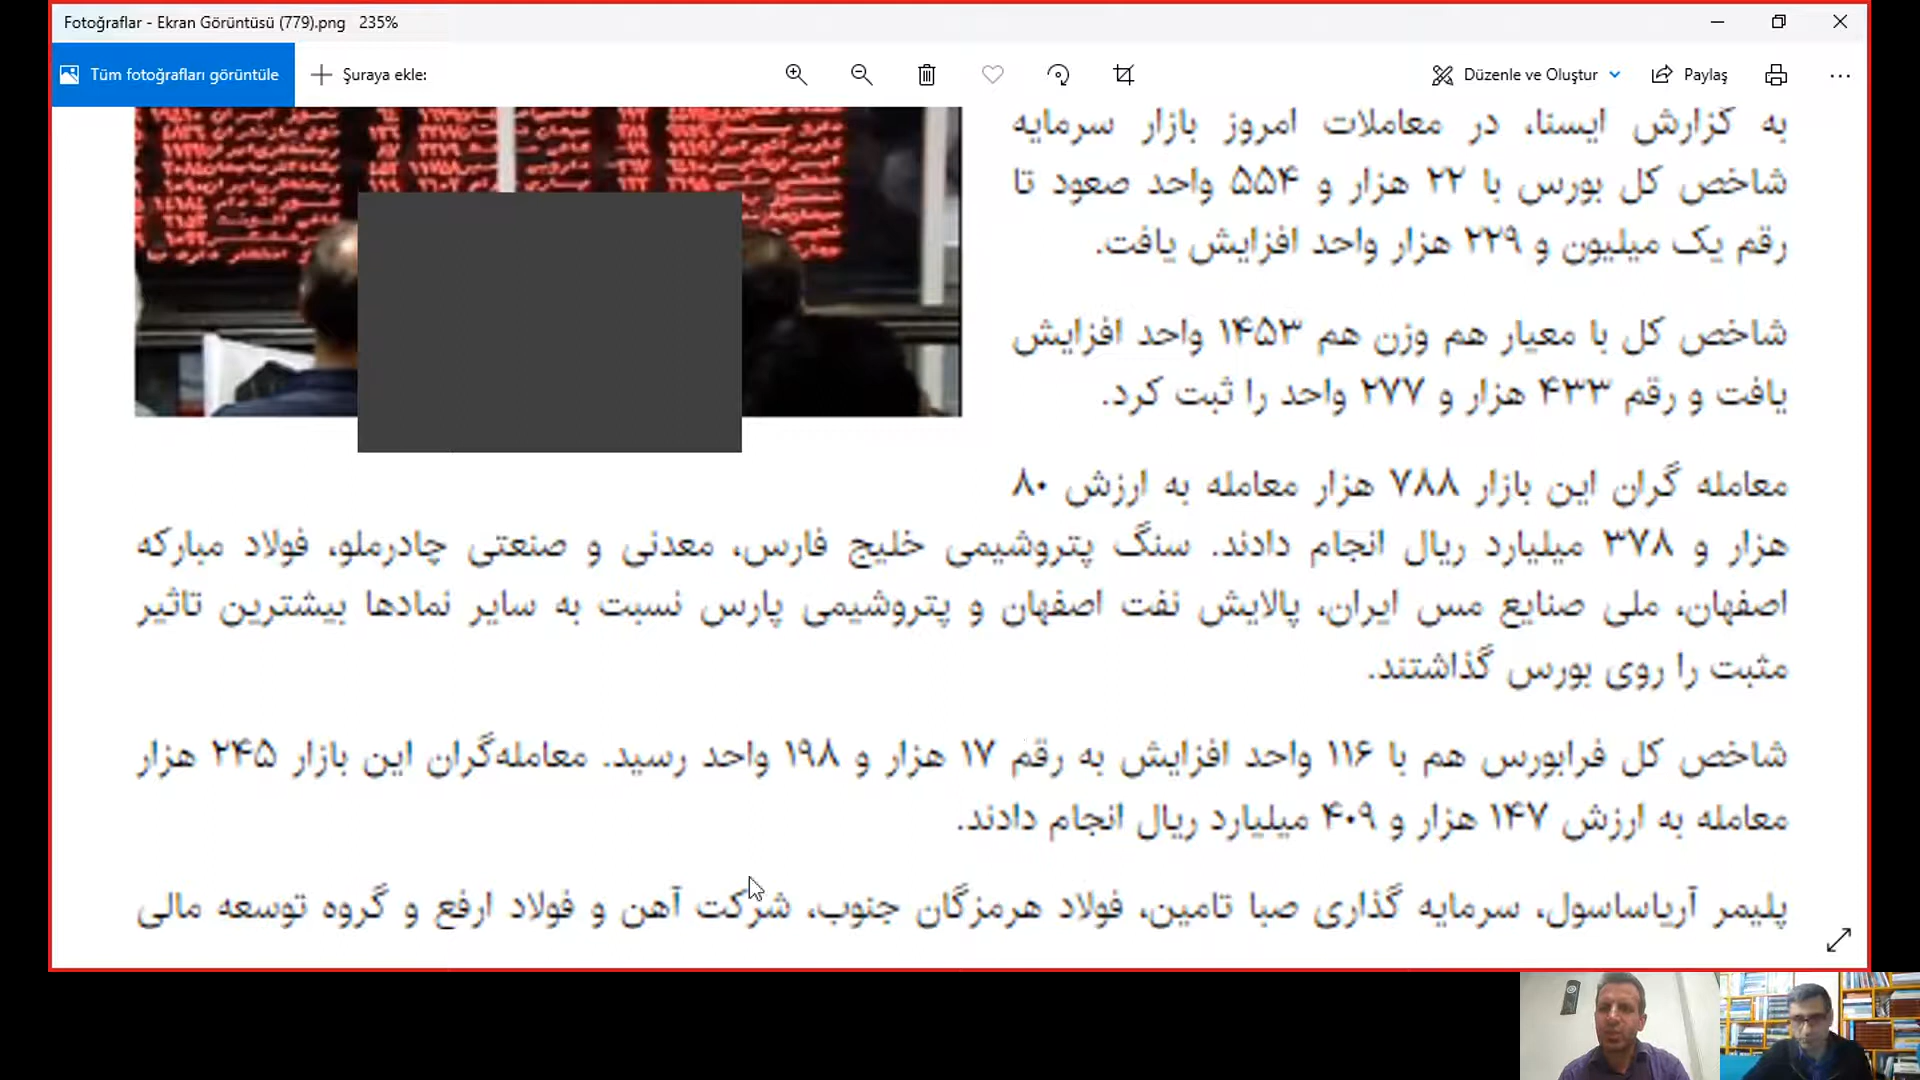 Fotoğraflar - Ekran Görüntüsü (779).png 235%
Tüm fotoğrafları görüntüle
Şuraya ekle:
Düzenle ve Oluştur
Paylaş
به گزارش ایسنا، در معاملات امروز بازار سرمایه
شاخص کل بورس با ۲۲ هزار و ۵۵۴ واحد صعود تا
رقم یک میلیون و ۲۲۹ هزار واحد افزایش یافت.
شاخص کل با معیار هم وزن هم ۱۴۵۳ واحد افزایش
یافت و رقم ۴۳۳ هزار و ۲۷۷ واحد را ثبت کرد.
معامله گران این بازار ۷۸۸ هزار معامله به ارزش ۸۰
هزار و ۳۷۸ میلیارد ریال انجام دادند. سنگ پتروشیمی خلیج فارس، معدنی و صنعتی چادرملو، فولاد مبارکه
اصفهان، ملی صنایع مس ایران، پالایش نفت اصفهان و پتروشیمی پارس نسبت به سایر نمادها بیشترین تاثیر
مثبت را روی بورس گذاشتند.
شاخص کل فرابورس هم با ۱۱۶ واحد افزایش به رقم ۱۷ هزار و ۱۹۸ واحد رسید. معامله‌گران این بازار ۲۴۵ هزار
معامله به ارزش ۱۴۷ هزار و ۴۰۹ میلیارد ریال انجام دادند.
پلیمر آریاساسول، سرمایه گذاری صبا تامین، فولاد هرمزگان جنوب، شرکت آهن و فولاد ارفع و گروه توسعه مالی